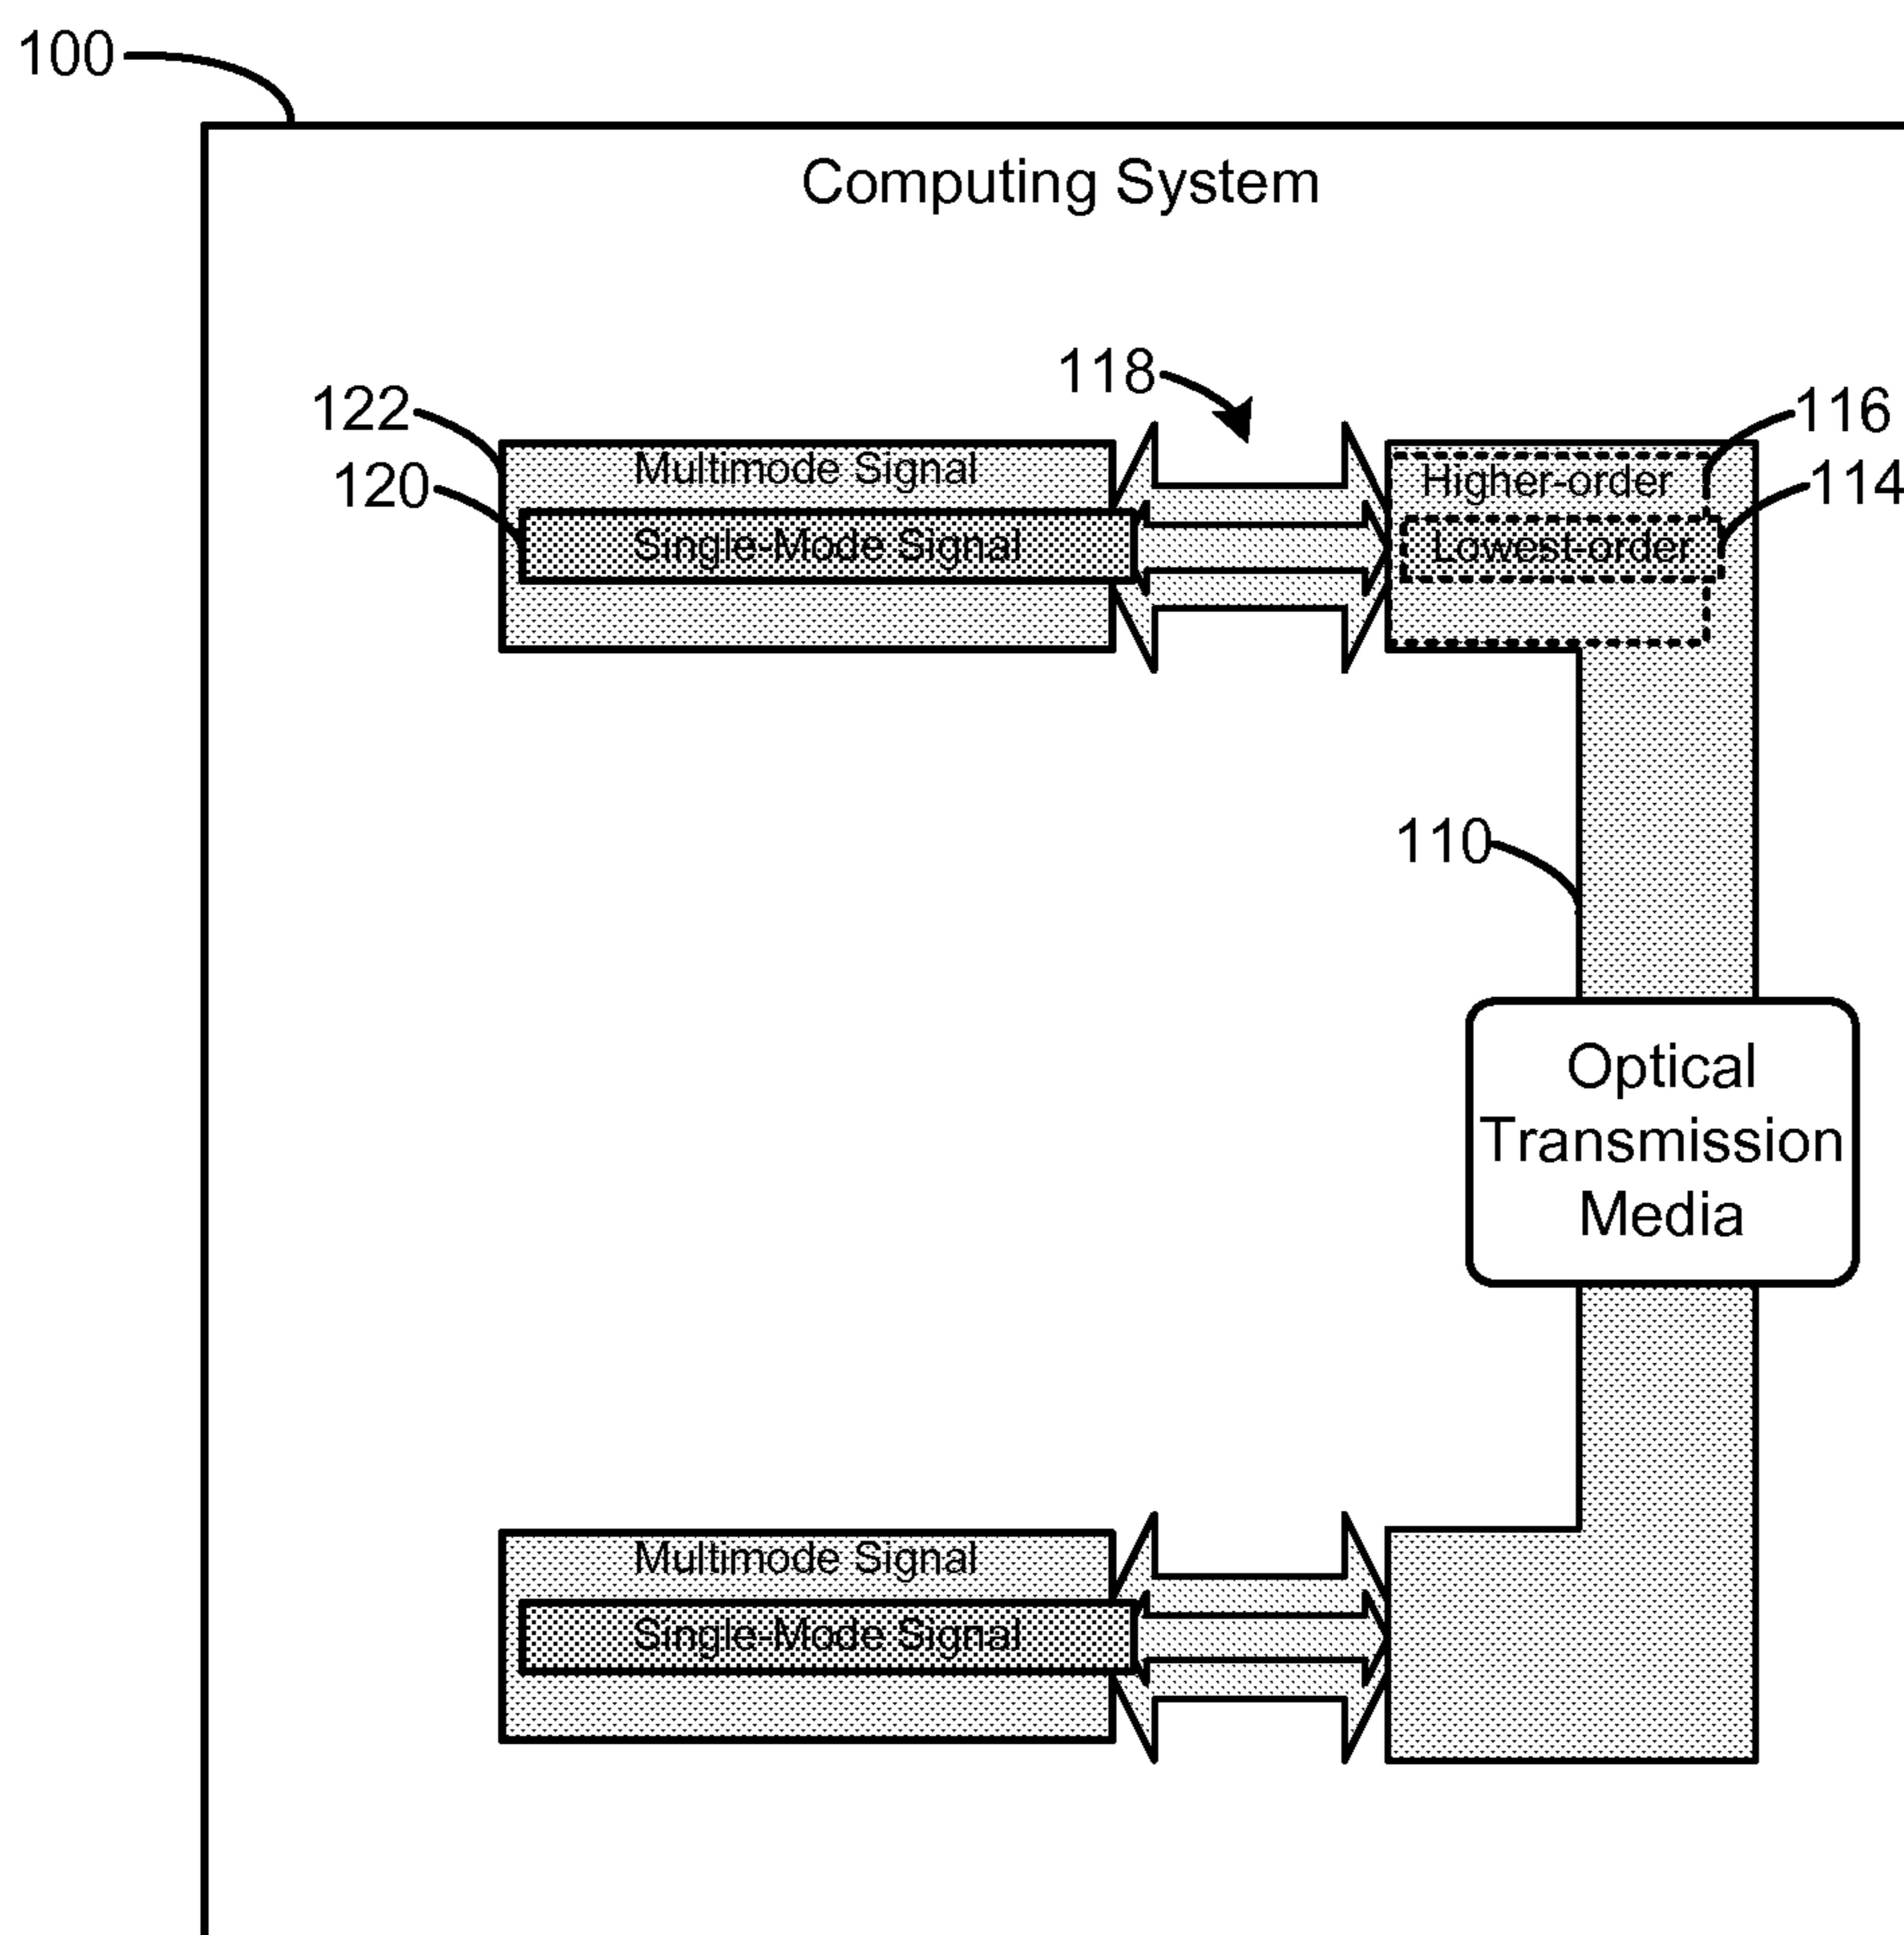 100
Computing System
118
122
Multimode Signal
116
Higher-order
120
Single-Mode Signal
114
Lowest-order
110
Optical
Transmission
Media
Multimode Signal
Single-Mode Signal